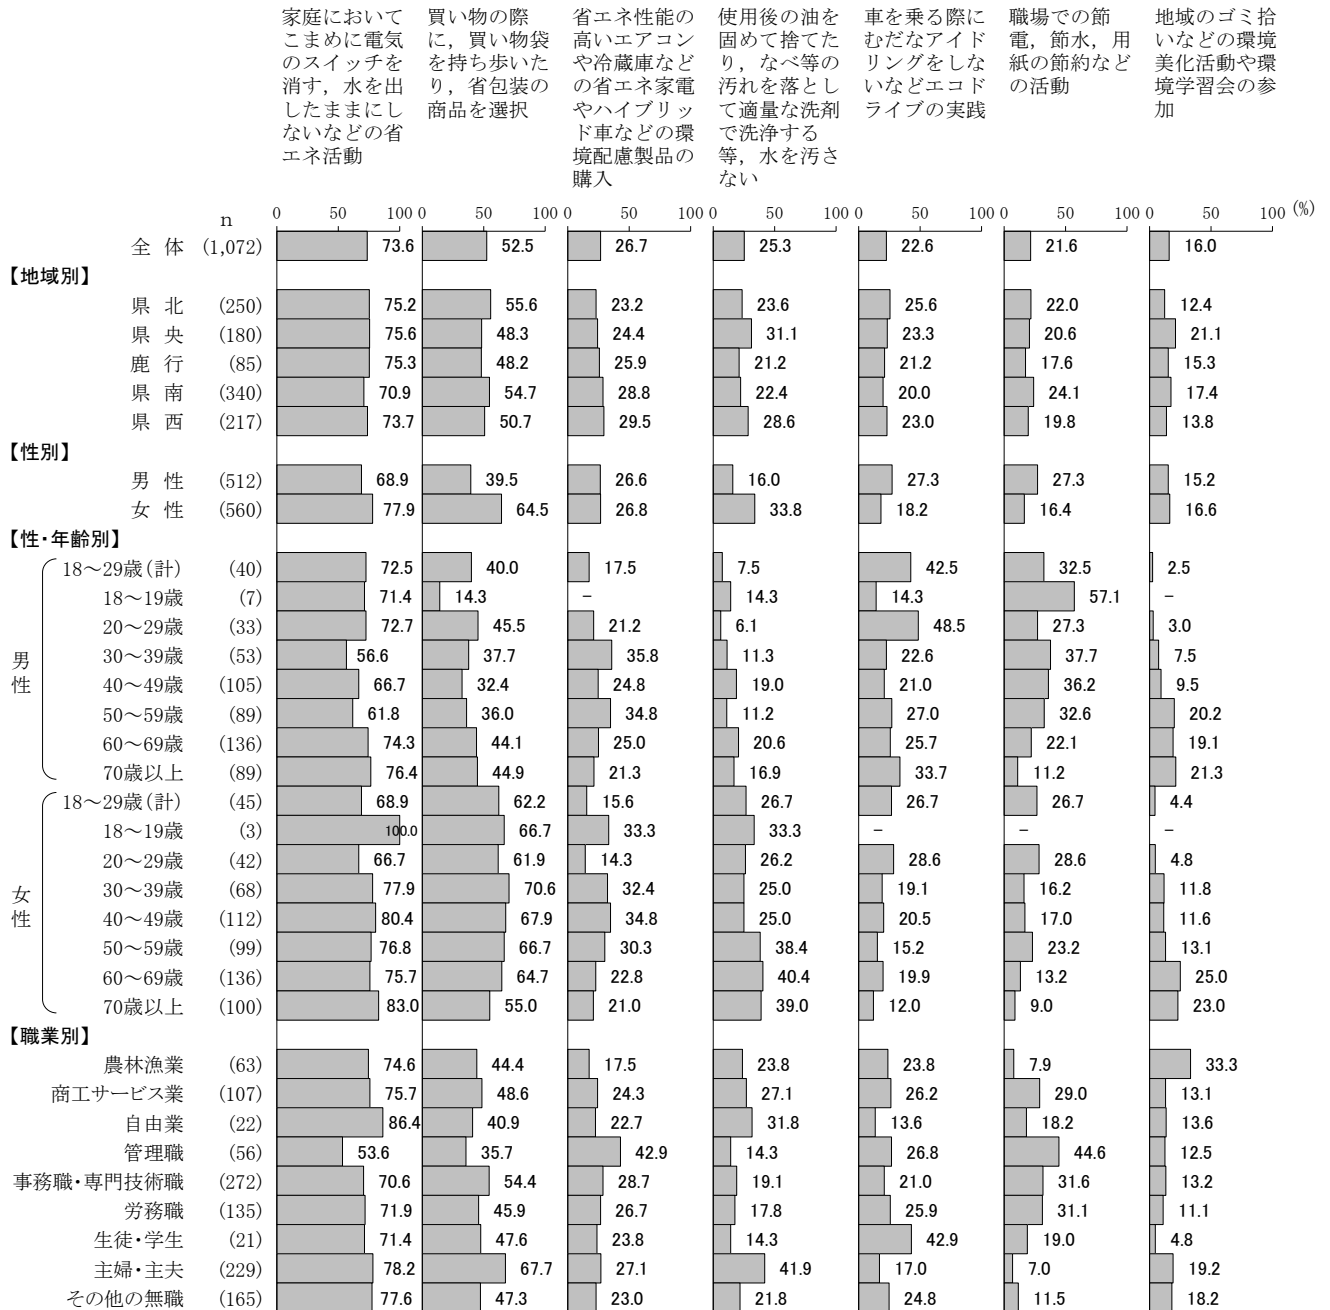 家庭において
こまめに電気
のスイッチを
消す，水を出
したままにし
ないなどの省
エネ活動
買い物の際
に，買い物袋
を持ち歩いた
り，省包装の
商品を選択
省エネ性能の
高いエアコン
や冷蔵庫など
の省エネ家電
やハイブリッ
ド車などの環
境配慮製品の
購入
使用後の油を
固めて捨てた
り，なべ等の
汚れを落とし
て適量な洗剤
で洗浄する
等，水を汚さ
ない
車を乗る際に
むだなアイド
リングをしな
いなどエコド
ライブの実践
職場での節
電，節水，用
紙の節約など
の活動
地域のゴミ拾
いなどの環境
美化活動や環
境学習会の参
加
n 0 50 100 0 50 100 0 50 100 0 50 100 0 50 100 0 50 100 0 50 100 (%)
全 体 (1,072) 73.6 52.5 26.7 25.3 22.6 21.6 16.0
【地域別】
県 北 (250) 75.2 55.6 23.2 23.6 25.6 22.0 12.4
県 央 (180) 75.6 48.3 24.4 31.1 23.3 20.6 21.1
鹿 行 (85) 75.3 48.2 25.9 21.2 21.2 17.6 15.3
県 南 (340) 70.9 54.7 28.8 22.4 20.0 24.1 17.4
県 西 (217) 73.7 50.7 29.5 28.6 23.0 19.8 13.8
【性別】
男 性 (512) 68.9 39.5 26.6 16.0 27.3 27.3 15.2
女 性 (560) 77.9 64.5 26.8 33.8 18.2 16.4 16.6
【性・年齢別】
男性
18～29歳(計) (40) 72.5 40.0 17.5 7.5 42.5 32.5 2.5
18～19歳 (7) 71.4 14.3 － 14.3 14.3 57.1 －
20～29歳 (33) 72.7 45.5 21.2 6.1 48.5 27.3 3.0
30～39歳 (53) 56.6 37.7 35.8 11.3 22.6 37.7 7.5
40～49歳 (105) 66.7 32.4 24.8 19.0 21.0 36.2 9.5
50～59歳 (89) 61.8 36.0 34.8 11.2 27.0 32.6 20.2
60～69歳 (136) 74.3 44.1 25.0 20.6 25.7 22.1 19.1
70歳以上 (89) 76.4 44.9 21.3 16.9 33.7 11.2 21.3
女性
18～29歳(計) (45) 68.9 62.2 15.6 26.7 26.7 26.7 4.4
18～19歳 (3) 100.0 66.7 33.3 33.3 － － －
20～29歳 (42) 66.7 61.9 14.3 26.2 28.6 28.6 4.8
30～39歳 (68) 77.9 70.6 32.4 25.0 19.1 16.2 11.8
40～49歳 (112) 80.4 67.9 34.8 25.0 20.5 17.0 11.6
50～59歳 (99) 76.8 66.7 30.3 38.4 15.2 23.2 13.1
60～69歳 (136) 75.7 64.7 22.8 40.4 19.9 13.2 25.0
70歳以上 (100) 83.0 55.0 21.0 39.0 12.0 9.0 23.0
【職業別】
農林漁業 (63) 74.6 44.4 17.5 23.8 23.8 7.9 33.3
商工サービス業 (107) 75.7 48.6 24.3 27.1 26.2 29.0 13.1
自由業 (22) 86.4 40.9 22.7 31.8 13.6 18.2 13.6
管理職 (56) 53.6 35.7 42.9 14.3 26.8 44.6 12.5
事務職・専門技術職 (272) 70.6 54.4 28.7 19.1 21.0 31.6 13.2
労務職 (135) 71.9 45.9 26.7 17.8 25.9 31.1 11.1
生徒・学生 (21) 71.4 47.6 23.8 14.3 42.9 19.0 4.8
主婦・主夫 (229) 78.2 67.7 27.1 41.9 17.0 7.0 19.2
その他の無職 (165) 77.6 47.3 23.0 21.8 24.8 11.5 18.2